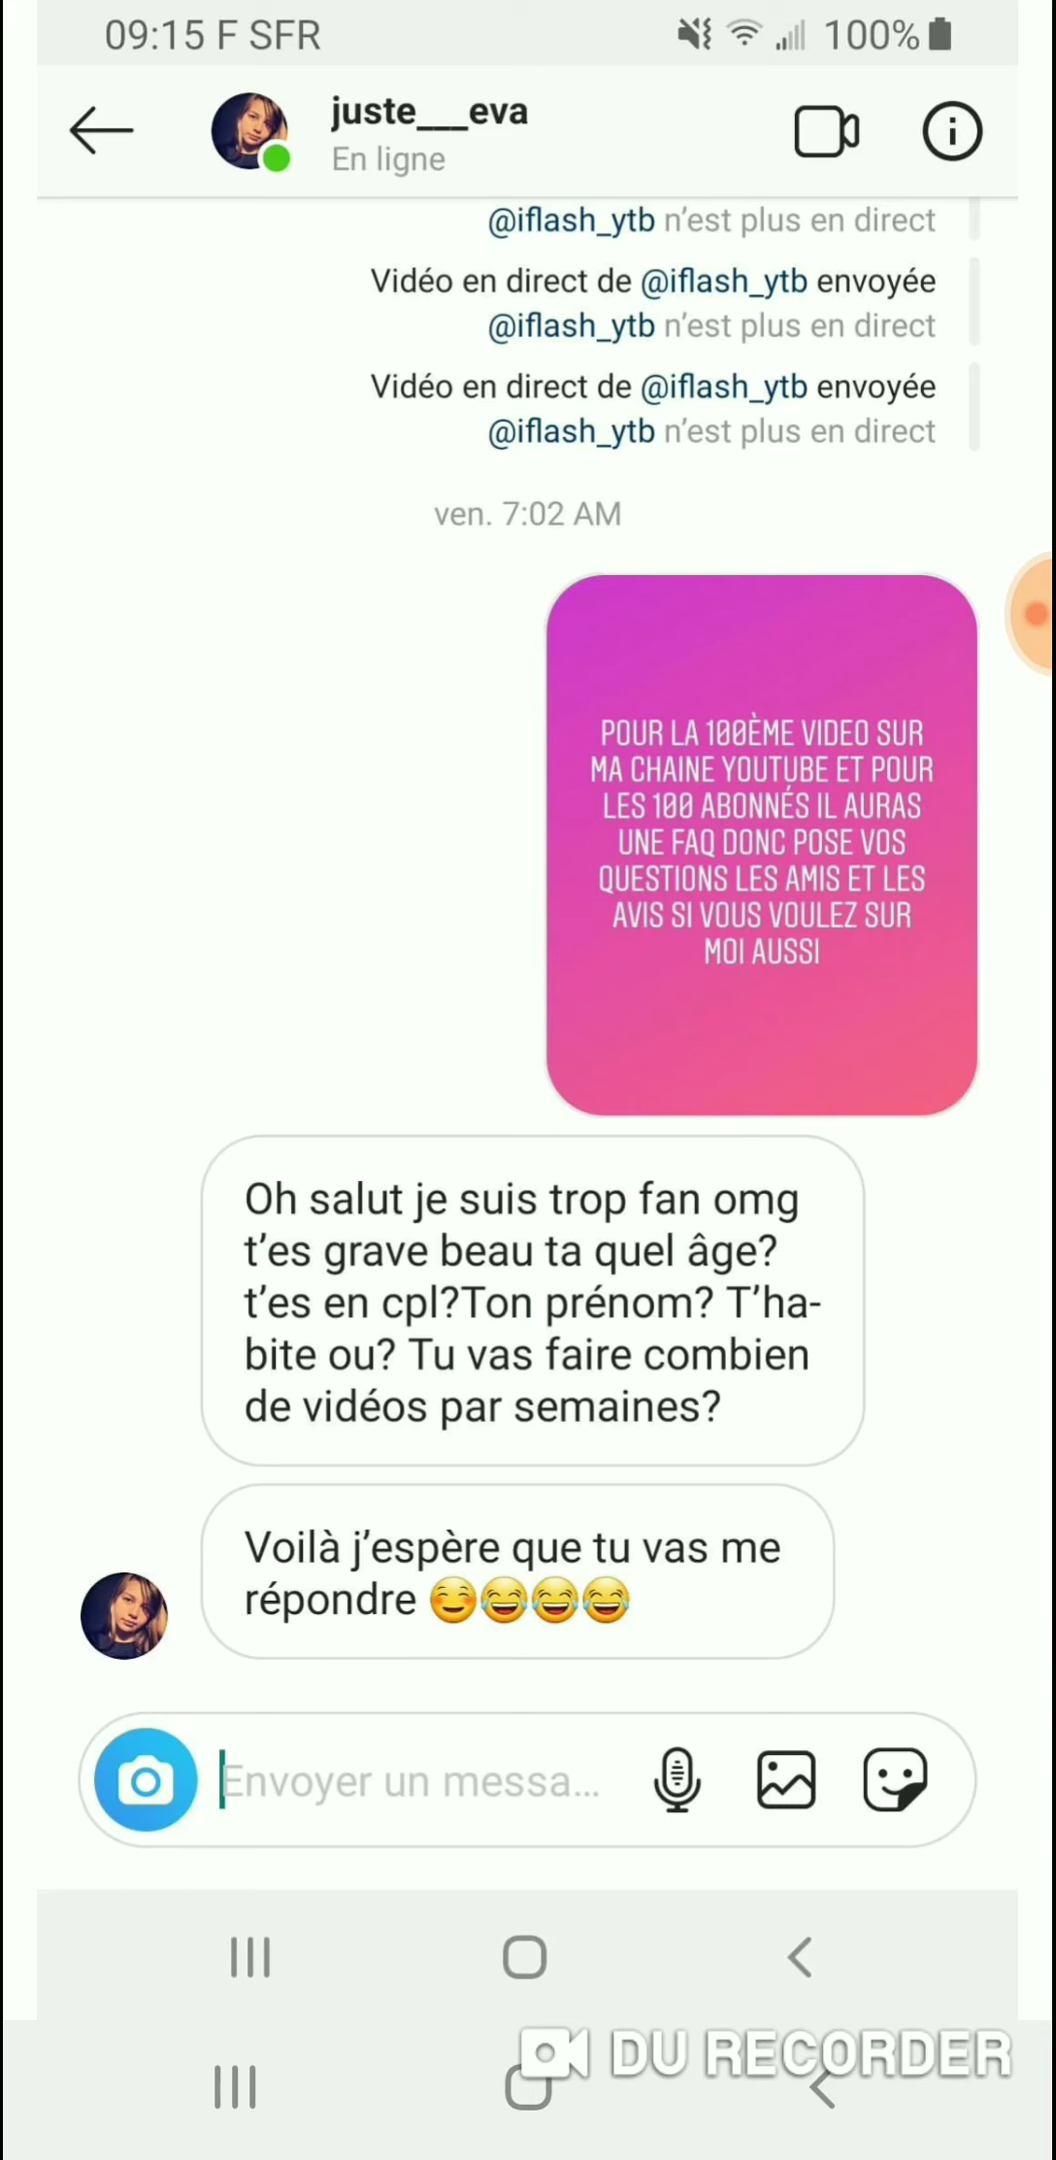 09:15 F SFR 100%
juste___eva
En ligne
@iflash_ytb n'est plus en direct
Vidéo en direct de @iflash_ytb envoyée
@iflash_ytb n'est plus en direct
Vidéo en direct de @iflash_ytb envoyée
@iflash_ytb n'est plus en direct
ven. 7:02 AM
POUR LA 100ÈME VIDEO SUR
MA CHAINE YOUTUBE ET POUR
LES 100 ABONNÉS IL AURAS
UNE FAQ DONC POSE VOS
QUESTIONS LES AMIS ET LES
AVIS SI VOUS VOULEZ SUR
MOI AUSSI
Oh salut je suis trop fan omg
t'es grave beau ta quel âge?
t'es en cpl?Ton prénom? T'ha-
bite ou? Tu vas faire combien
de vidéos par semaines?
Voilà j'espère que tu vas me
répondre 😊😂😂😂
Envoyer un messa...
DU RECORDER